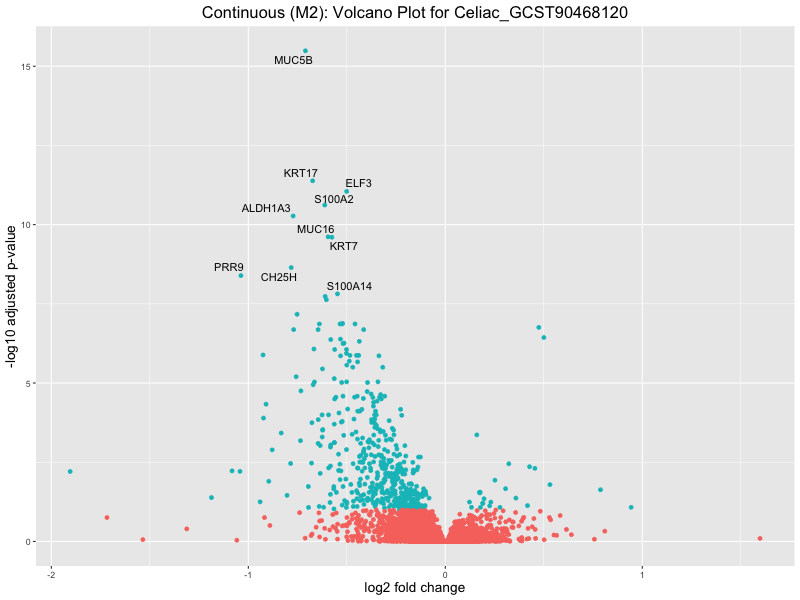 Continuous (M2): Volcano Plot for Celiac_GCST90468120
15
MUC5B
KRT17
ELF3
S100A2
ALDH1A3
10
MUC16
KRT7
PRR9
CH25H
S100A14
-log10 adjusted p-value
5
0
-2
-1
0
1
log2 fold change